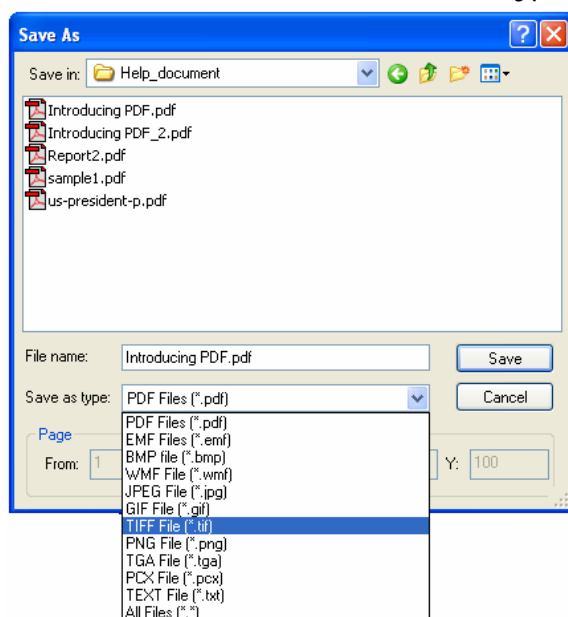 Save As
Save in: Help_document
Introducing PDF.pdf
Introducing PDF_2.pdf
Report2.pdf
sample1.pdf
us-president-p.pdf
File name: Introducing PDF.pdf Save
Save as type: PDF Files (*.pdf) Cancel
PDF Files (*.pdf)
EMF Files (*.emf)
BMP file (*.bmp)
WMF File (*.wmf)
JPEG File (*.jpg)
GIF File (*.gif)
TIFF File (*.tif)
PNG File (*.png)
TGA File (*.tga)
PCX File (*.pcx)
TEXT File (*.txt)
All Files (*.*)
Page
From: 1 Y: 100